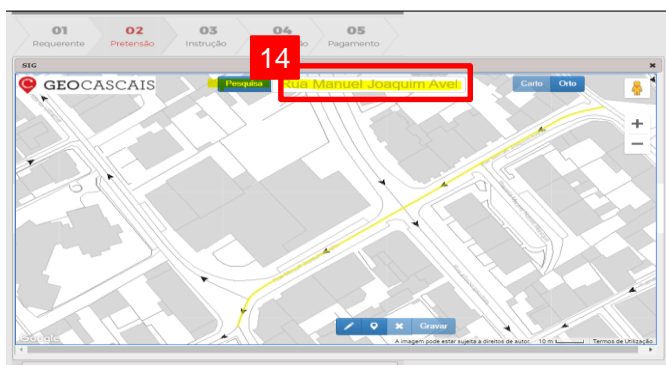 01 02 03 04 05
Requerente Pretensão Instrução Pagamento
14
SIG
GEOCASCAIS Pesquisa Rua Manuel Joaquim Avel Carto Orto
+
−
Gravar
Google A imagem pode estar sujeita a direitos de autor. 10 m Termos de Utilização